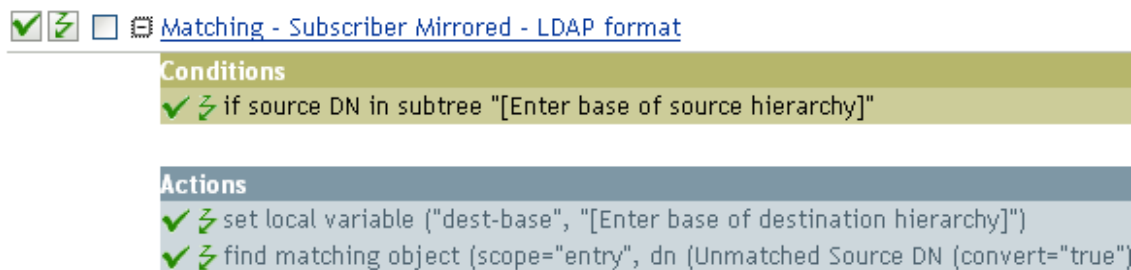 Matching - Subscriber Mirrored - LDAP format
Conditions
if source DN in subtree "[Enter base of source hierarchy]"
Actions
set local variable ("dest-base", "[Enter base of destination hierarchy]")
find matching object (scope="entry", dn (Unmatched Source DN (convert="true")